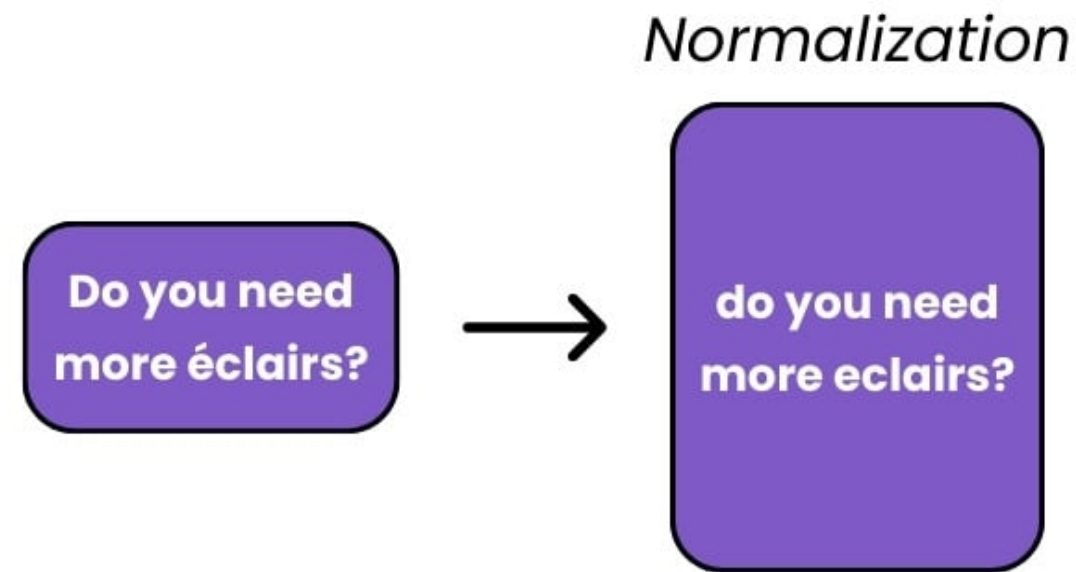 Normalization
Do you need
more éclairs?
do you need
more eclairs?